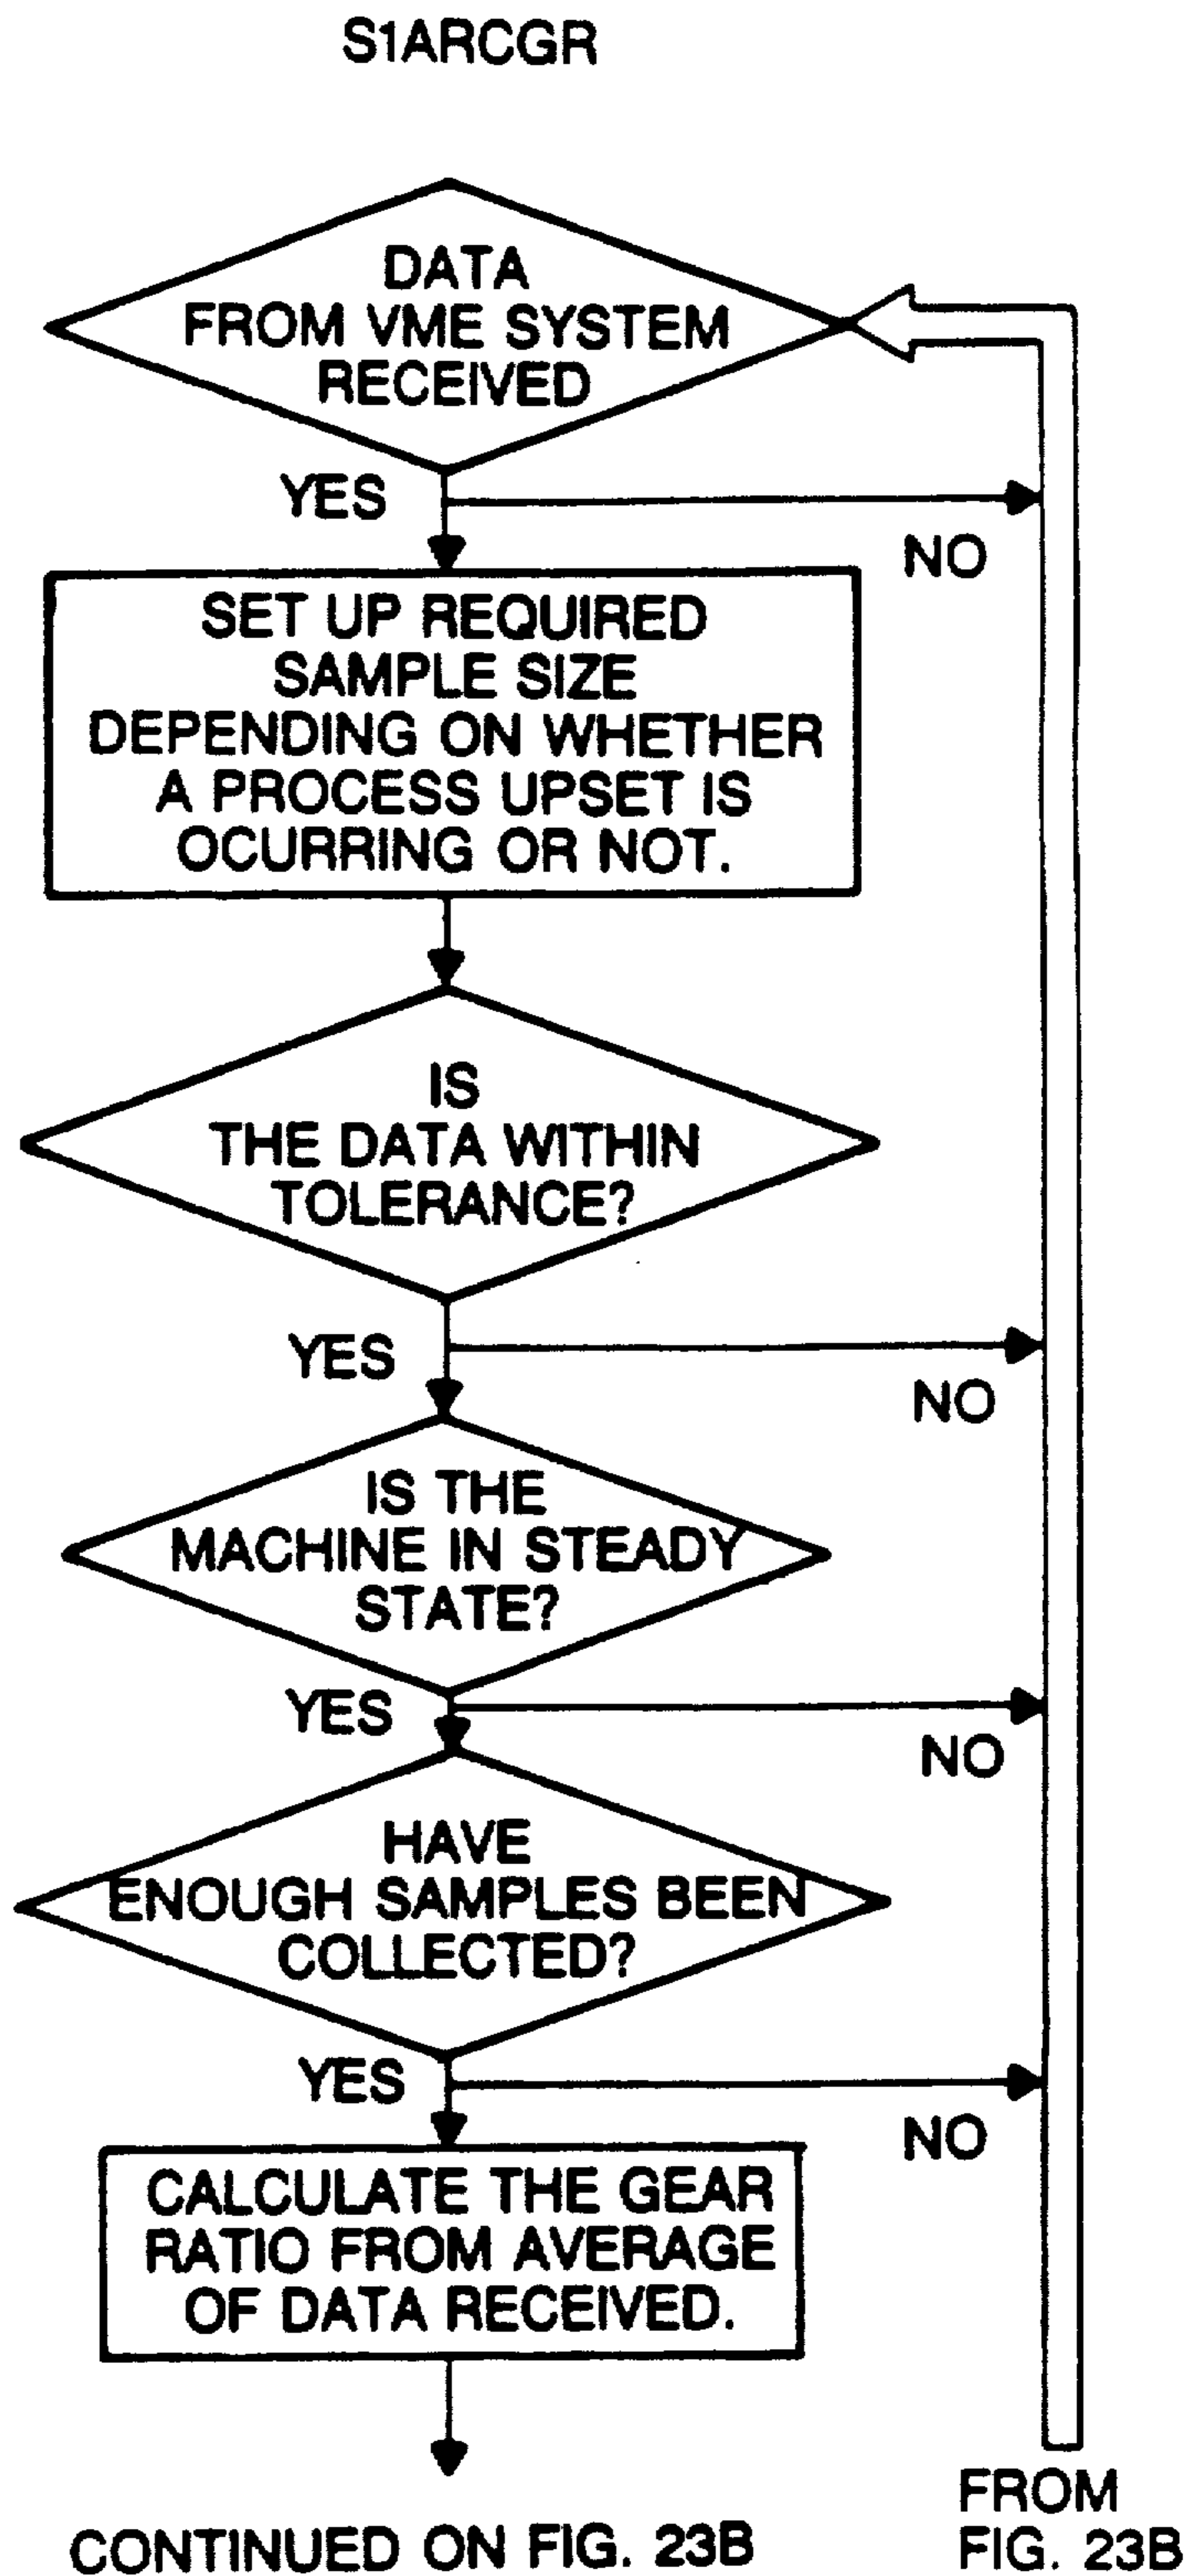 S1ARCGR
DATA
FROM VME SYSTEM
RECEIVED
YES
NO
SET UP REQUIRED
SAMPLE SIZE
DEPENDING ON WHETHER
A PROCESS UPSET IS
OCURRING OR NOT.
IS
THE DATA WITHIN
TOLERANCE?
YES
NO
IS THE
MACHINE IN STEADY
STATE?
YES
NO
HAVE
ENOUGH SAMPLES BEEN
COLLECTED?
YES
NO
CALCULATE THE GEAR
RATIO FROM AVERAGE
OF DATA RECEIVED.
CONTINUED ON FIG. 23B
FROM
FIG. 23B